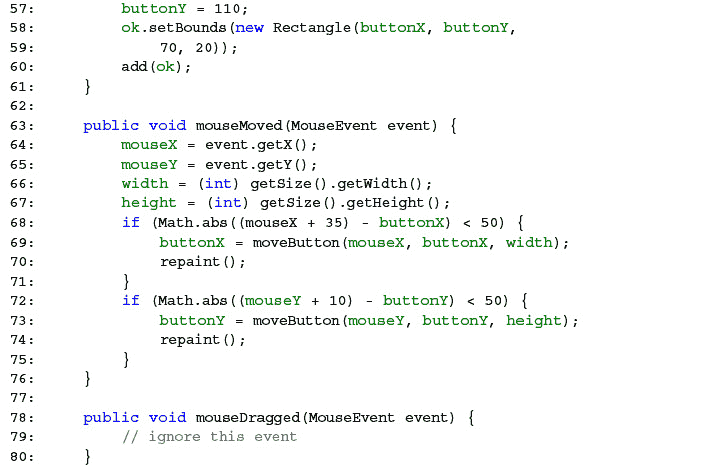 57:         buttonY = 110;
58:         ok.setBounds(new Rectangle(buttonX, buttonY,
59:             70, 20));
60:         add(ok);
61:     }
62:
63:     public void mouseMoved(MouseEvent event) {
64:         mouseX = event.getX();
65:         mouseY = event.getY();
66:         width = (int) getSize().getWidth();
67:         height = (int) getSize().getHeight();
68:         if (Math.abs((mouseX + 35) - buttonX) < 50) {
69:             buttonX = moveButton(mouseX, buttonX, width);
70:             repaint();
71:         }
72:         if (Math.abs((mouseY + 10) - buttonY) < 50) {
73:             buttonY = moveButton(mouseY, buttonY, height);
74:             repaint();
75:         }
76:     }
77:
78:     public void mouseDragged(MouseEvent event) {
79:         // ignore this event
80:     }